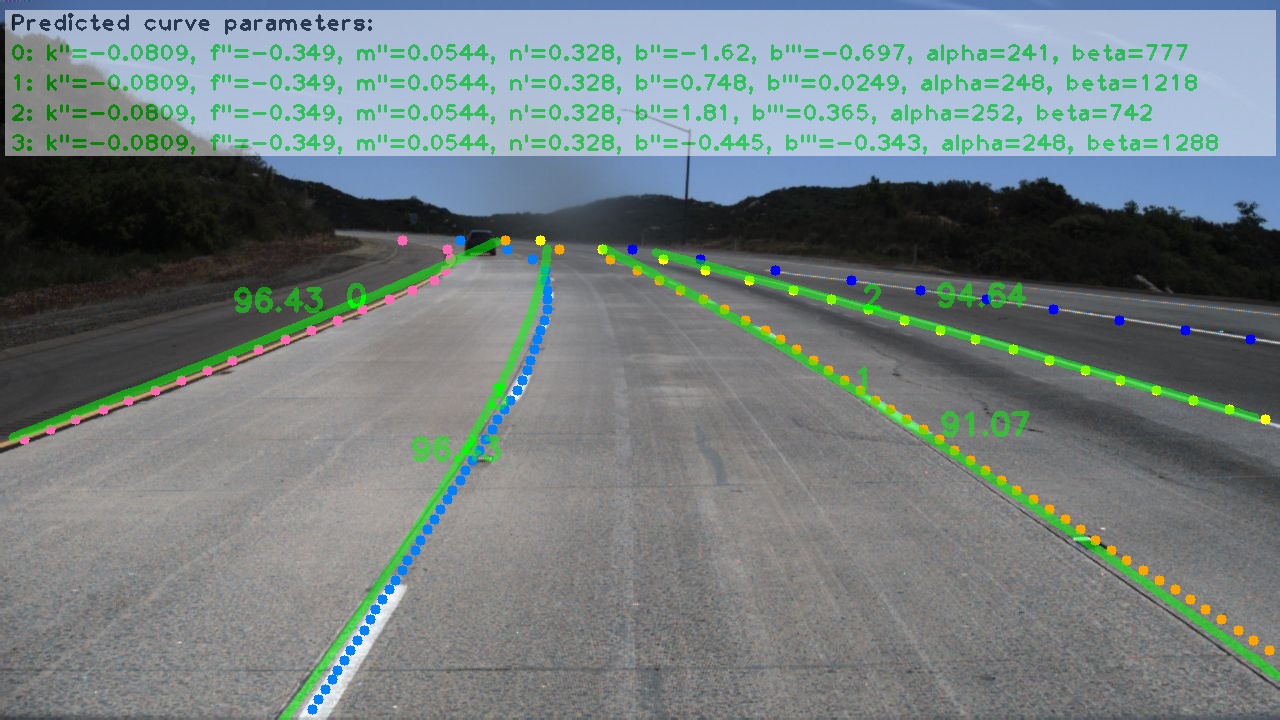 Predicted curve parameters:
0: k''=-0.0809, f''=-0.349, m''=0.0544, n'=0.328, b''=-1.62, b'''=-0.697, alpha=241, beta=777
1: k''=-0.0809, f''=-0.349, m''=0.0544, n'=0.328, b''=0.748, b'''=0.0249, alpha=248, beta=1218
2: k''=-0.0809, f''=-0.349, m''=0.0544, n'=0.328, b''=1.81, b'''=0.365, alpha=252, beta=742
3: k''=-0.0809, f''=-0.349, m''=0.0544, n'=0.328, b''=-0.445, b'''=-0.343, alpha=248, beta=1288
96.43 0
2 94.64
1
91.07